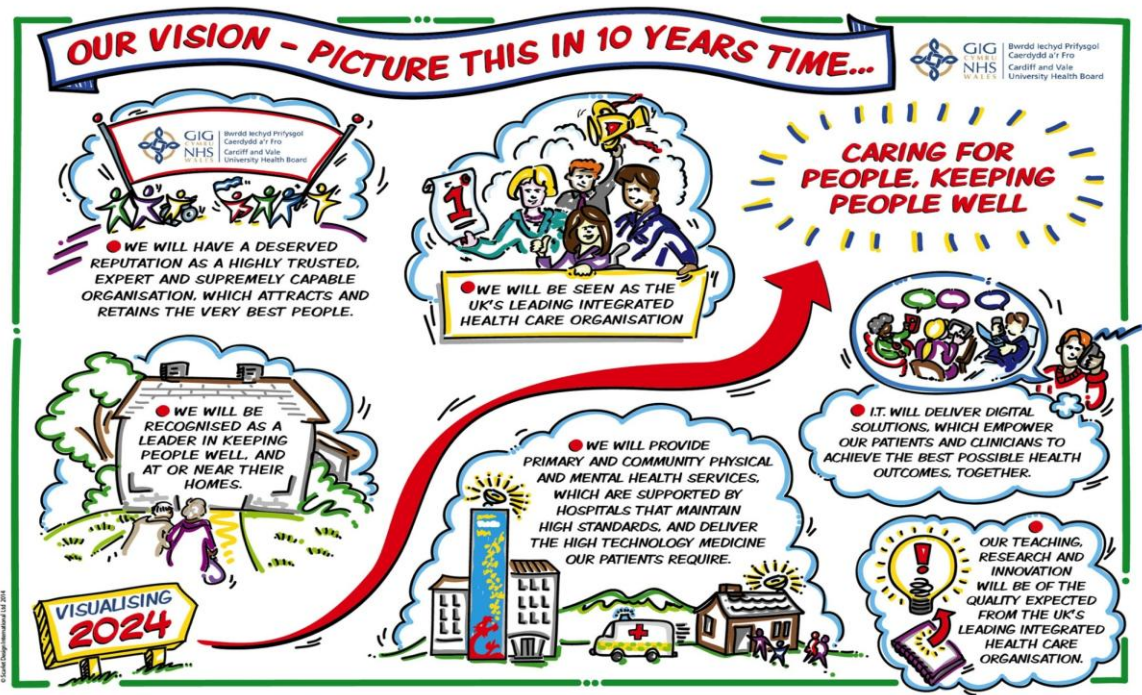 OUR VISION - PICTURE THIS IN 10 YEARS TIME...
GIG
CYMRU
NHS
WALES
Bwrdd Iechyd Prifysgol
Caerdydd a'r Fro
Cardiff and Vale
University Health Board
GIG
CYMRU
NHS
WALES
Bwrdd Iechyd Prifysgol
Caerdydd a'r Fro
Cardiff and Vale
University Health Board
WE WILL HAVE A DESERVED
REPUTATION AS A HIGHLY TRUSTED,
EXPERT AND SUPREMELY CAPABLE
ORGANISATION, WHICH ATTRACTS AND
RETAINS THE VERY BEST PEOPLE.
1
WE WILL BE SEEN AS THE
UK'S LEADING INTEGRATED
HEALTH CARE ORGANISATION
CARING FOR
PEOPLE, KEEPING
PEOPLE WELL
WE WILL BE
RECOGNISED AS A
LEADER IN KEEPING
PEOPLE WELL, AND
AT OR NEAR THEIR
HOMES.
WE WILL PROVIDE
PRIMARY AND COMMUNITY PHYSICAL
AND MENTAL HEALTH SERVICES,
WHICH ARE SUPPORTED BY
HOSPITALS THAT MAINTAIN
HIGH STANDARDS, AND DELIVER
THE HIGH TECHNOLOGY MEDICINE
OUR PATIENTS REQUIRE.
I.T. WILL DELIVER DIGITAL
SOLUTIONS, WHICH EMPOWER
OUR PATIENTS AND CLINICIANS TO
ACHIEVE THE BEST POSSIBLE HEALTH
OUTCOMES, TOGETHER.
!
OUR TEACHING,
RESEARCH AND
INNOVATION
WILL BE OF THE
QUALITY EXPECTED
FROM THE UK'S
LEADING INTEGRATED
HEALTH CARE
ORGANISATION.
VISUALISING
2024
© Scarlet Design International Ltd 2014